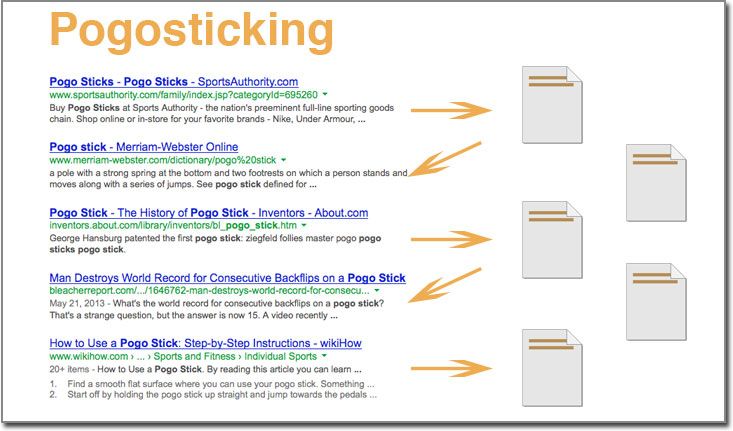 Pogosticking
Pogo Sticks - Pogo Sticks - SportsAuthority.com
www.sportsauthority.com/family/index.jsp?categoryId=695260
Buy Pogo Sticks at Sports Authority - the nation's preeminent full-line sporting goods
chain. Shop online or in-store for your favorite brands - Nike, Under Armour, ...
Pogo stick - Merriam-Webster Online
www.merriam-webster.com/dictionary/pogo%20stick
a pole with a strong spring at the bottom and two footrests on which a person stands and
moves along with a series of jumps. See pogo stick defined for ...
Pogo Stick - The History of Pogo Stick - Inventors - About.com
inventors.about.com/library/inventors/bl_pogo_stick.htm
George Hansburg patented the first pogo stick: ziegfeld follies master pogo pogo
sticks pogo stick.
Man Destroys World Record for Consecutive Backflips on a Pogo Stick
bleacherreport.com/.../1646762-man-destroys-world-record-for-consecu...
May 21, 2013 - What's the world record for consecutive backflips on a pogo stick?
That's a strange question, but the answer is now 15. A video recently ...
How to Use a Pogo Stick: Step-by-Step Instructions - wikiHow
www.wikihow.com › ... › Sports and Fitness › Individual Sports
20+ items - How to Use a Pogo Stick. By reading this article you can learn ...
1. Find a smooth flat surface where you can use your pogo stick. Something ...
2. Start off by holding the pogo stick up straight and jump towards the pedals ...